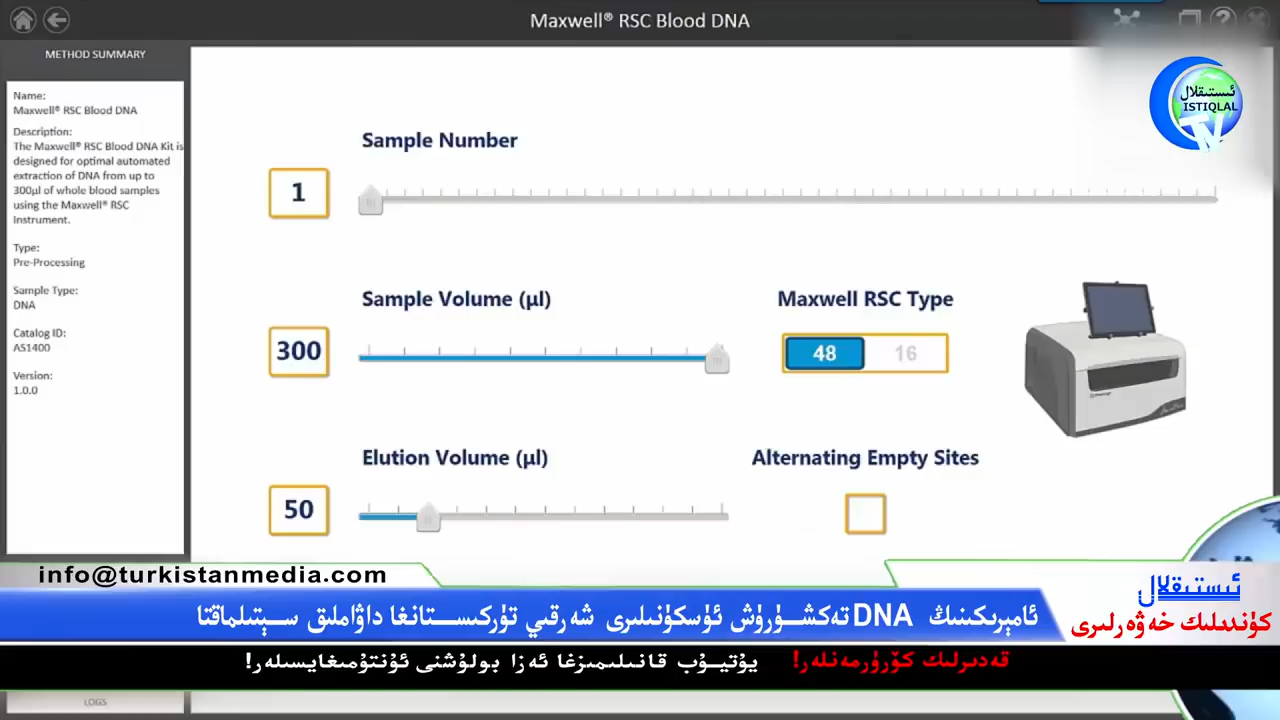 Maxwell® RSC Blood DNA
METHOD SUMMARY
Name:
Maxwell® RSC Blood DNA
Description:
The Maxwell® RSC Blood DNA Kit is
designed for optimal automated
extraction of DNA from up to
300µl of whole blood samples
using the Maxwell® RSC
Instrument.
Type:
Pre-Processing
Sample Type:
DNA
Catalog ID:
AS1400
Version:
1.0.0
ئىستىقلال
ISTIQLAL
TV
Sample Number
1
Sample Volume (µl)
300
Maxwell RSC Type
48 16
Elution Volume (µl)
50
Alternating Empty Sites
info@turkistanmedia.com
ئىستىقلال
كۈندىلىك خەۋەرلىرى
ئامېرىكىنىڭ DNA تەكشۈرۈش ئۈسكۈنىلىرى شەرقىي تۈركىستانغا داۋاملىق سېتىلماقتا
قەدىرلىك كۆرۈرمەنلەر! يۇتيۇب قانىلىمىزغا ئەزا بولۇشنى ئۇنتۇمىغايسىلەر!
LOGS